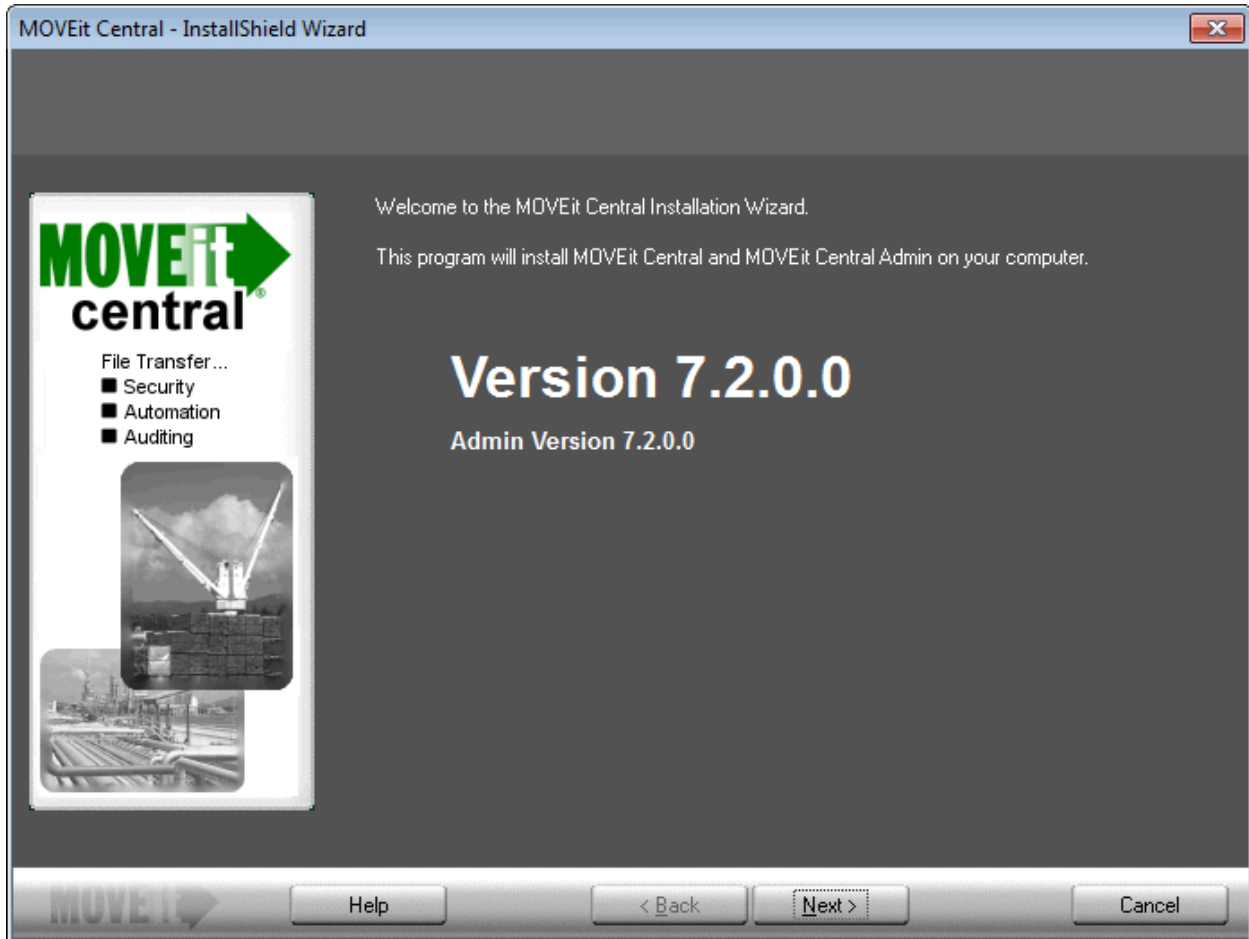 MOVEit Central - InstallShield Wizard
Welcome to the MOVEit Central Installation Wizard.
This program will install MOVEit Central and MOVEit Central Admin on your computer.
MOVEit
central®
File Transfer...
■ Security
■ Automation
■ Auditing
Version 7.2.0.0
Admin Version 7.2.0.0
MOVEit
Help
< Back
Next >
Cancel